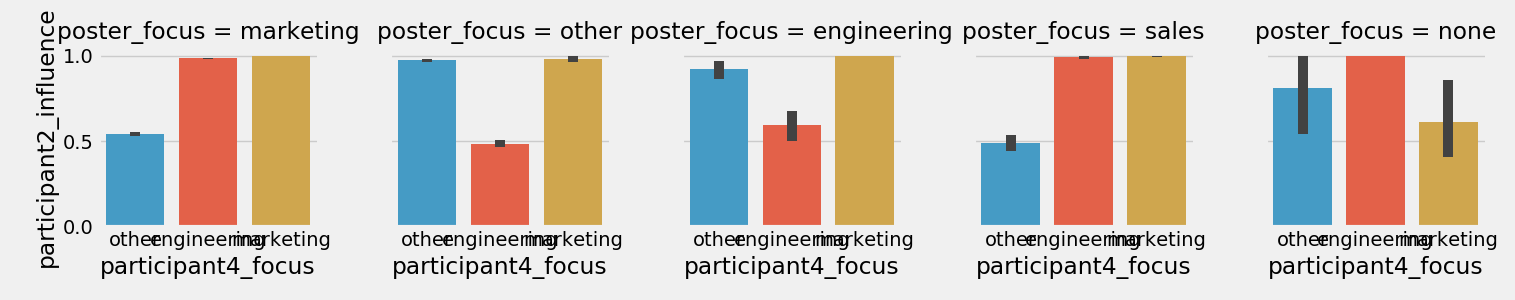 poster_focus = marketing poster_focus = other poster_focus = engineering poster_focus = sales poster_focus = none
participant2_influence
1.0
0.5
0.0
other engineering marketing other engineering marketing other engineering marketing other engineering marketing other engineering marketing
participant4_focus participant4_focus participant4_focus participant4_focus participant4_focus